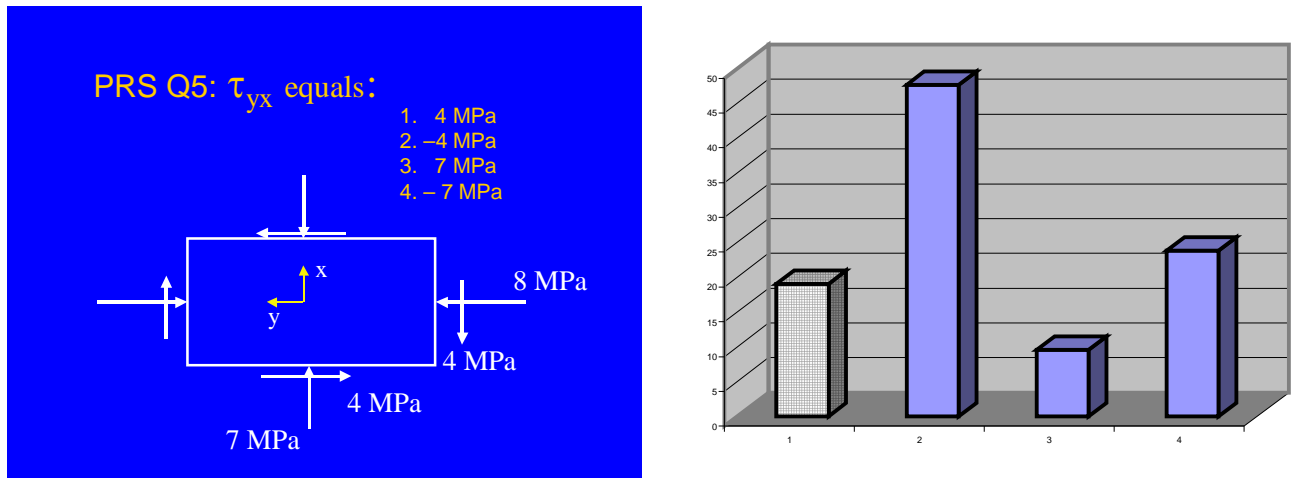 PRS Q5: τyx equals:
1. 4 MPa
2. –4 MPa
3. 7 MPa
4. – 7 MPa
x
y
8 MPa
4 MPa
4 MPa
7 MPa
50
45
40
35
30
25
20
15
10
5
0
1 2 3 4